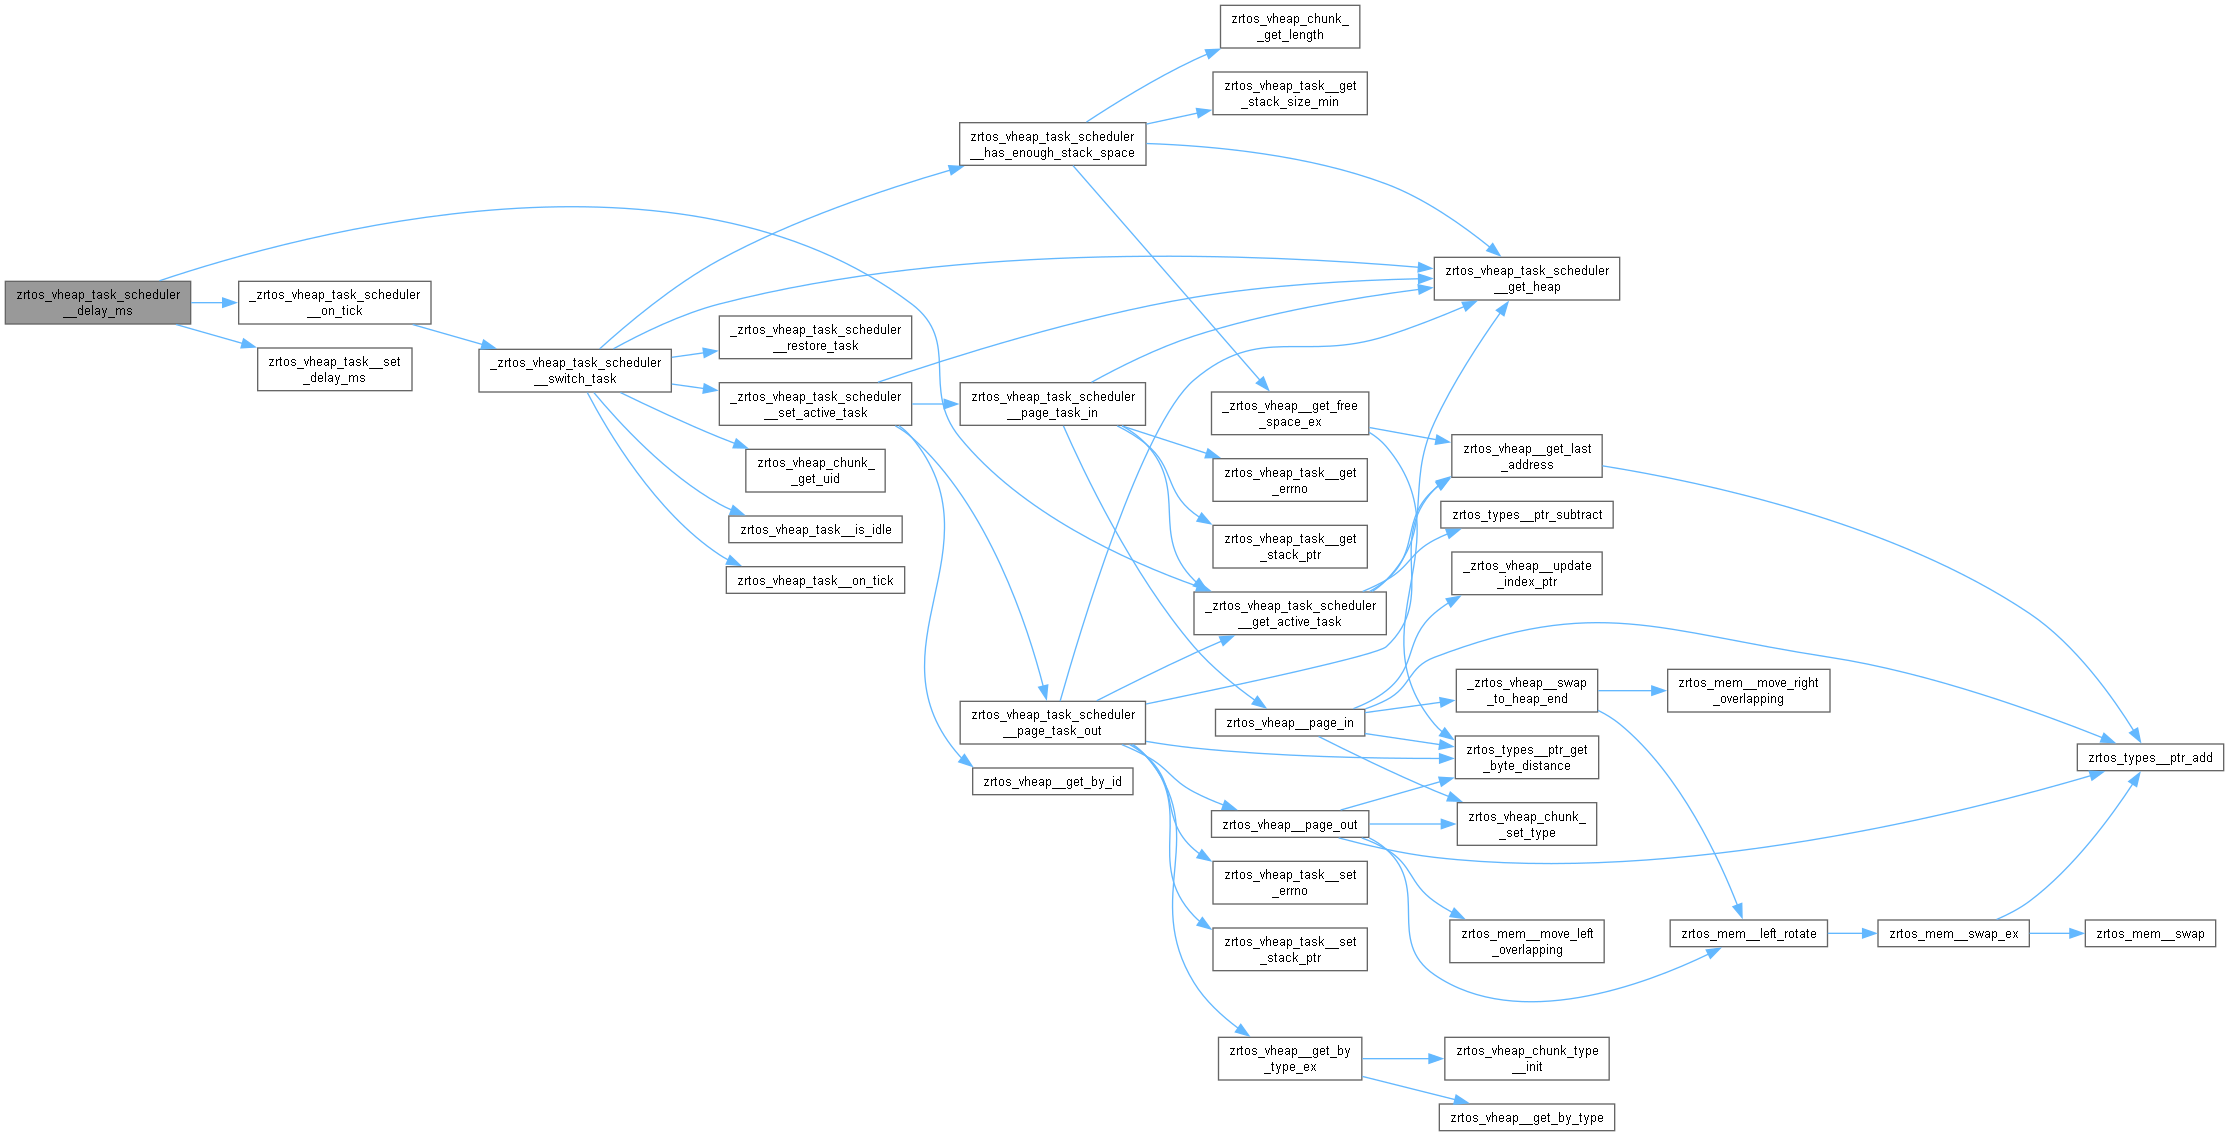 zrtos_vheap_task_scheduler
__delay_ms
_zrtos_vheap_task_scheduler
__on_tick
zrtos_vheap_task__set
_delay_ms
_zrtos_vheap_task_scheduler
__switch_task
_zrtos_vheap_task_scheduler
__restore_task
_zrtos_vheap_task_scheduler
__set_active_task
zrtos_vheap_chunk_
_get_uid
zrtos_vheap_task__is_idle
zrtos_vheap_task__on_tick
zrtos_vheap_task_scheduler
__has_enough_stack_space
zrtos_vheap_task_scheduler
__page_task_in
zrtos_vheap_task_scheduler
__page_task_out
zrtos_vheap__get_by_id
zrtos_vheap_chunk_
_get_length
zrtos_vheap_task__get
_stack_size_min
_zrtos_vheap__get_free
_space_ex
zrtos_vheap_task__get
_errno
zrtos_vheap_task__get
_stack_ptr
_zrtos_vheap_task_scheduler
__get_active_task
zrtos_vheap__page_in
zrtos_vheap__page_out
zrtos_vheap_task__set
_errno
zrtos_vheap_task__set
_stack_ptr
zrtos_vheap__get_by
_type_ex
zrtos_vheap_task_scheduler
__get_heap
zrtos_vheap__get_last
_address
zrtos_types__ptr_subtract
_zrtos_vheap__update
_index_ptr
_zrtos_vheap__swap
_to_heap_end
zrtos_types__ptr_get
_byte_distance
zrtos_vheap_chunk_
_set_type
zrtos_mem__move_left
_overlapping
zrtos_vheap_chunk_type
__init
zrtos_vheap__get_by_type
zrtos_mem__move_right
_overlapping
zrtos_mem__left_rotate
zrtos_mem__swap_ex
zrtos_types__ptr_add
zrtos_mem__swap